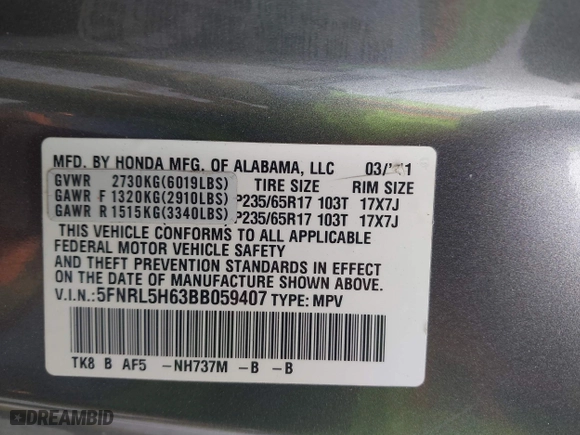 MFD. BY HONDA MFG. OF ALABAMA, LLC 03/ 1
GVWR 2730KG(6019LBS) TIRE SIZE RIM SIZE
GAWR F 1320KG(2910LBS) P235/65R17 103T 17X7J
GAWR R 1515KG(3340LBS) P235/65R17 103T 17X7J
THIS VEHICLE CONFORMS TO ALL APPLICABLE
FEDERAL MOTOR VEHICLE SAFETY
AND THEFT PREVENTION STANDARDS IN EFFECT
ON THE DATE OF MANUFACTURE SHOWN ABOVE.
V.I.N.:5FNRL5H63BB059407 TYPE: MPV
TK8 B AF5 -NH737M -B -B
© DREAMBID